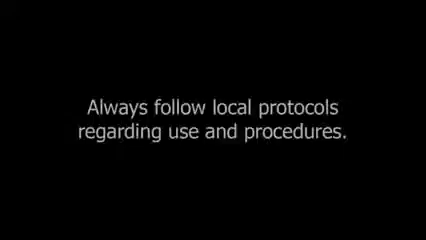 Always follow local protocols
regarding use and procedures.